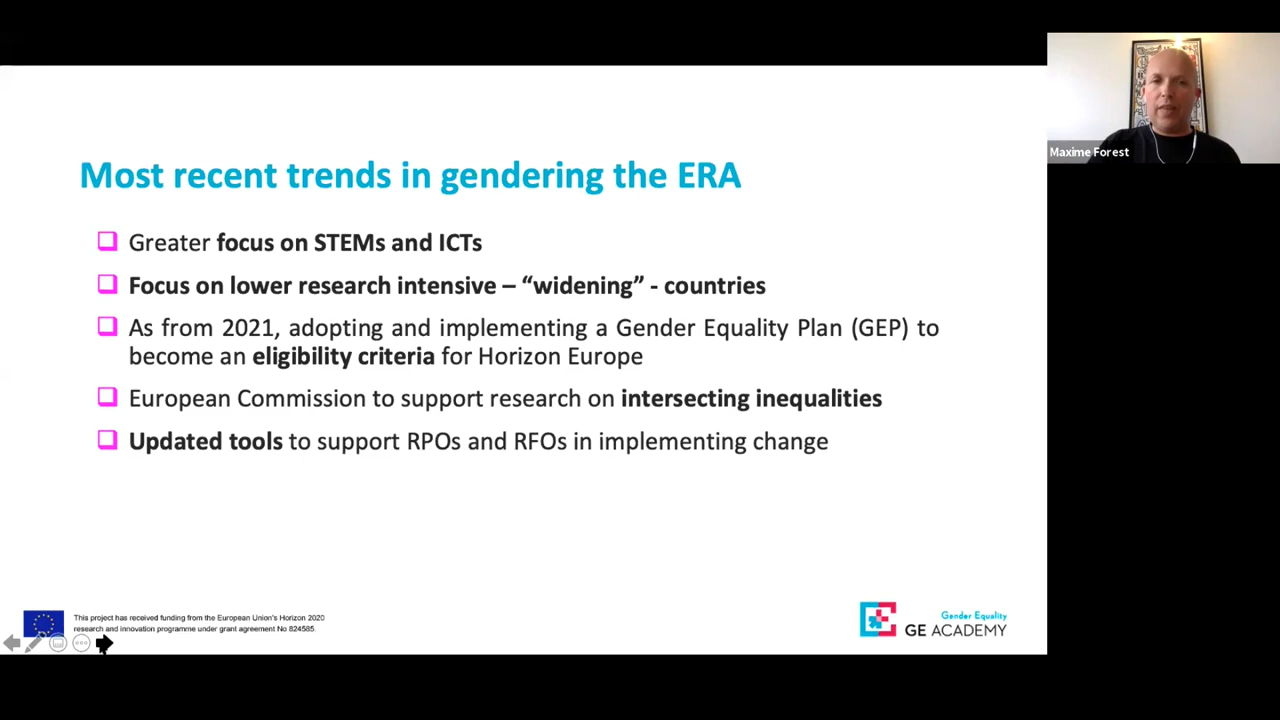 Most recent trends in gendering the ERA
Greater focus on STEMs and ICTs
Focus on lower research intensive – “widening” - countries
As from 2021, adopting and implementing a Gender Equality Plan (GEP) to
become an eligibility criteria for Horizon Europe
European Commission to support research on intersecting inequalities
Updated tools to support RPOs and RFOs in implementing change
This project has received funding from the European Union's Horizon 2020
research and innovation programme under grant agreement No 824585.
Gender Equality
GE ACADEMY
Maxime Forest